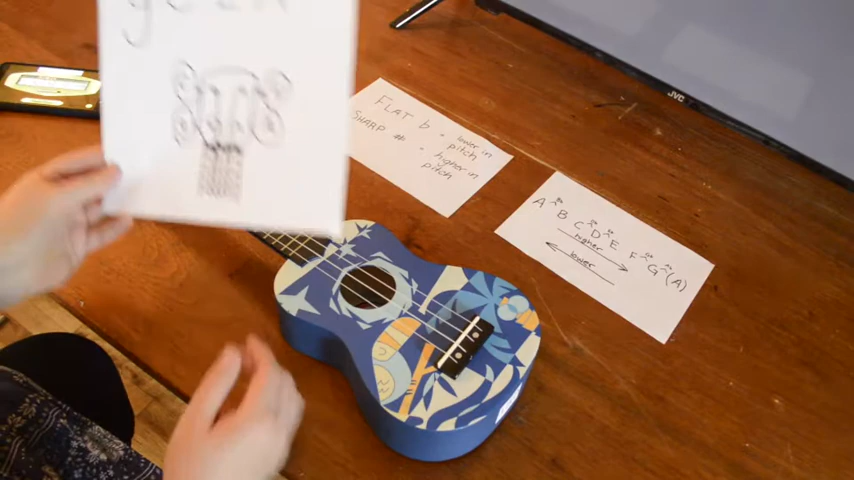 FLAT b • lower in
pitch
SHARP # • higher in
pitch
JVC
A # B C # D # E F # G # (A)
higher
lower